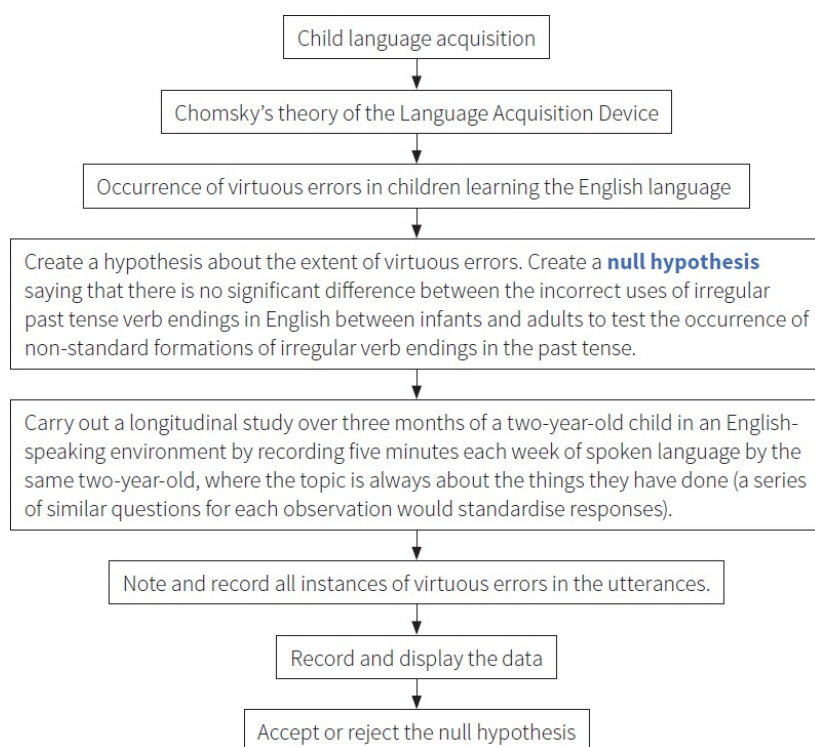 Child language acquisition
Chomsky’s theory of the Language Acquisition Device
Occurrence of virtuous errors in children learning the English language
Create a hypothesis about the extent of virtuous errors. Create a null hypothesis
saying that there is no significant difference between the incorrect uses of irregular
past tense verb endings in English between infants and adults to test the occurrence of
non-standard formations of irregular verb endings in the past tense.
Carry out a longitudinal study over three months of a two-year-old child in an English-
speaking environment by recording five minutes each week of spoken language by the
same two-year-old, where the topic is always about the things they have done (a series
of similar questions for each observation would standardise responses).
Note and record all instances of virtuous errors in the utterances.
Record and display the data
Accept or reject the null hypothesis